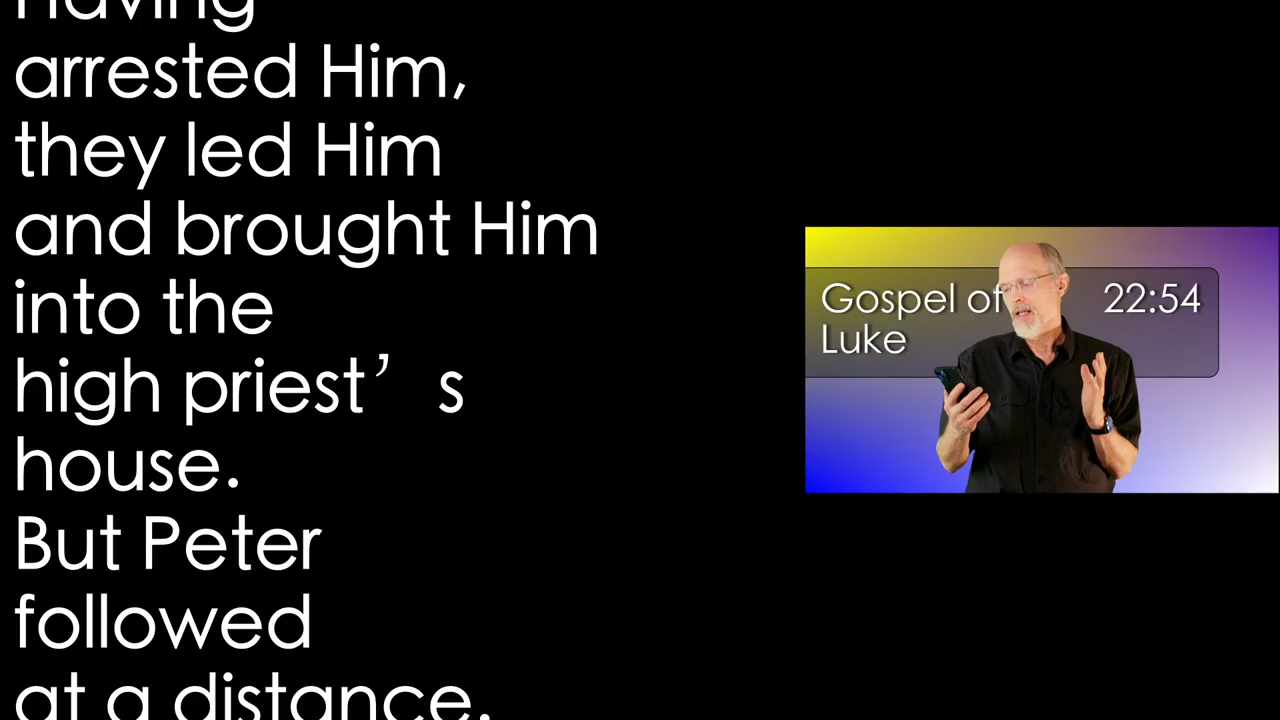 Having
arrested Him,
they led Him
and brought Him
into the
high priest’s
house.
But Peter
followed
at a distance.
Gospel of 22:54
Luke